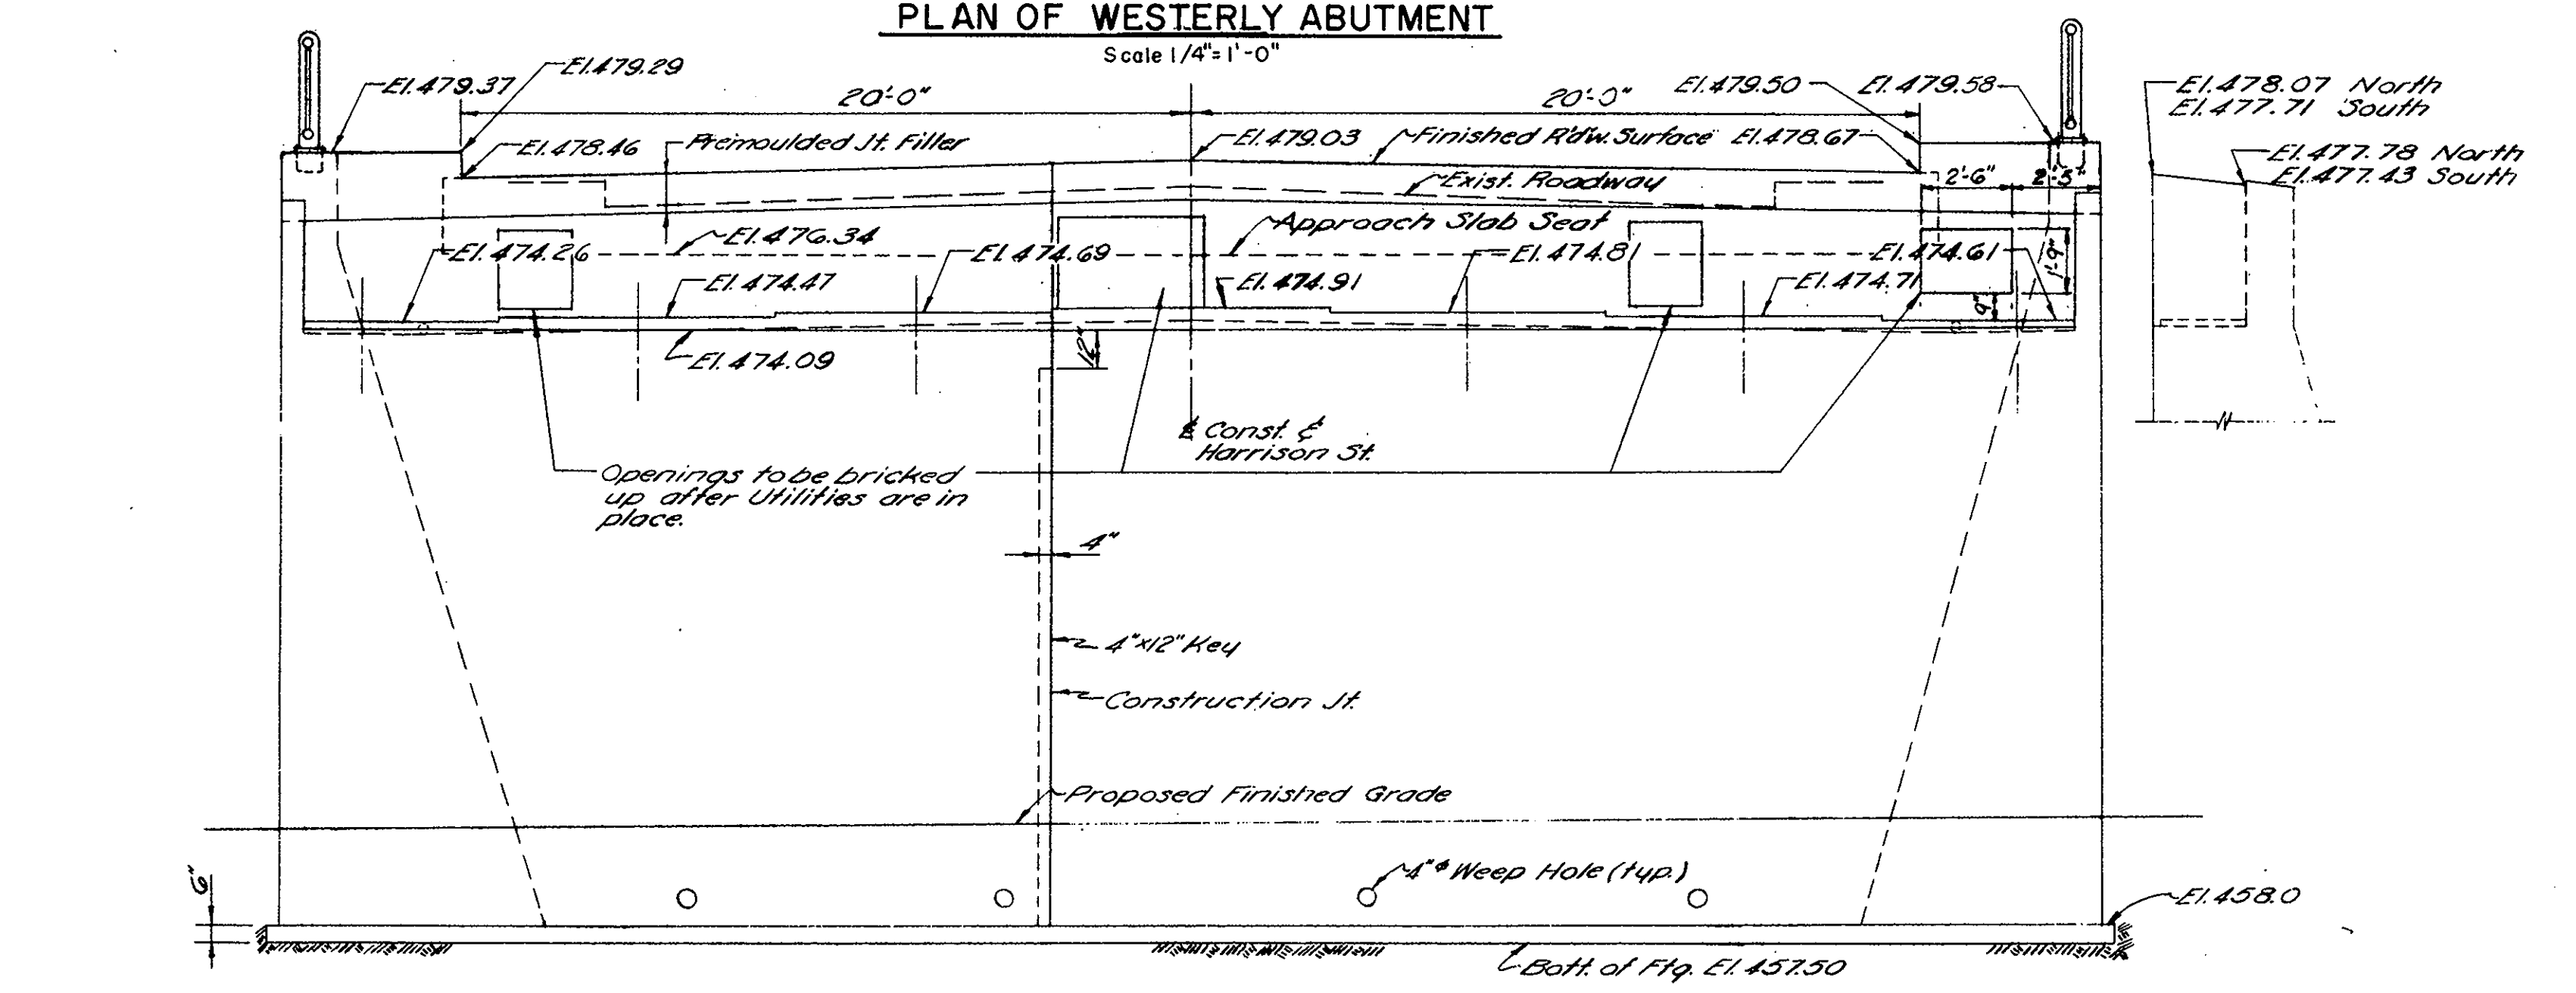 PLAN OF WESTERLY ABUTMENT
Scale 1/4"=1'-0"
El. 479.37
El. 479.29
20'-0"
20'-0"
El. 479.50
El. 479.58
El. 478.07 North
El. 477.71 South
El. 478.46
Premoulded Jt. Filler
El. 479.03
Finished R'dw. Surface
El. 478.67
El. 477.78 North
El. 477.43 South
2'-6"
2'-5"
Exist. Roadway
Approach Slab Seat
El. 474.26
El. 476.34
El. 474.69
El. 474.81
El. 474.61
1'-9"
El. 474.47
El. 474.91
El. 474.71
9"
El. 474.09
12"
℄ Const. &
Harrison St.
Openings to be bricked
up after Utilities are in
place.
4"
4"x12" Key
Construction Jt.
Proposed Finished Grade
4"ø Weep Hole (typ.)
6"
El. 458.0
Bott. of Ftg. El. 457.50